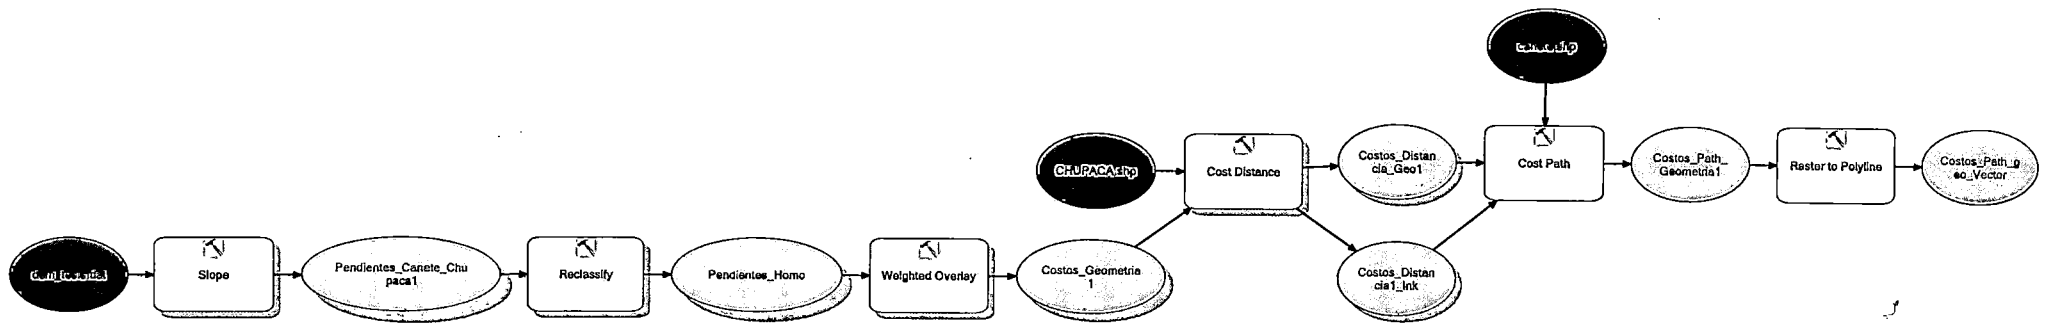 CHUPACA.shp
Cost Distance
Costos_Distan
cia_Geo1
Cost Path
Costos_Path_
Geometria1
Raster to Polyline
Costos_Path_g
eo_Vector
Slope
Pendientes_Canete_Chu
paca1
Reclassify
Pendientes_Homo
Weighted Overlay
Costos_Geometria
1
Costos_Distan
cia1_lnk